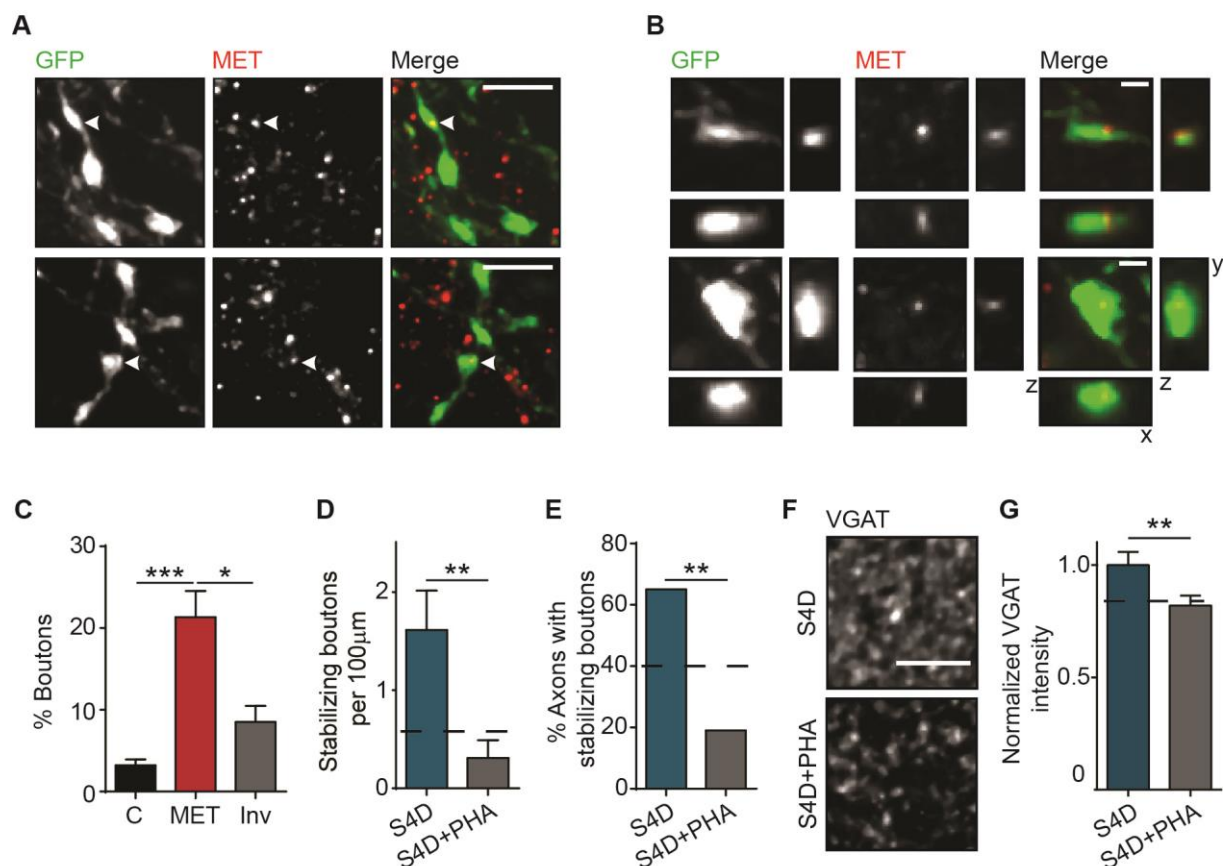 A
GFP MET Merge
B
GFP MET Merge
y
z z
x
C
% Boutons
30
20
10
0
*** *
C MET Inv
D
Stabilizing boutons
per 100µm
2
1
0
**
S4D
S4D+PHA
E
% Axons with
stabilizing boutons
80
60
40
20
0
**
S4D
S4D+PHA
F
VGAT
S4D
S4D+PHA
G
Normalized VGAT
intensity
1.0
0.5
0
**
S4D
S4D+PHA